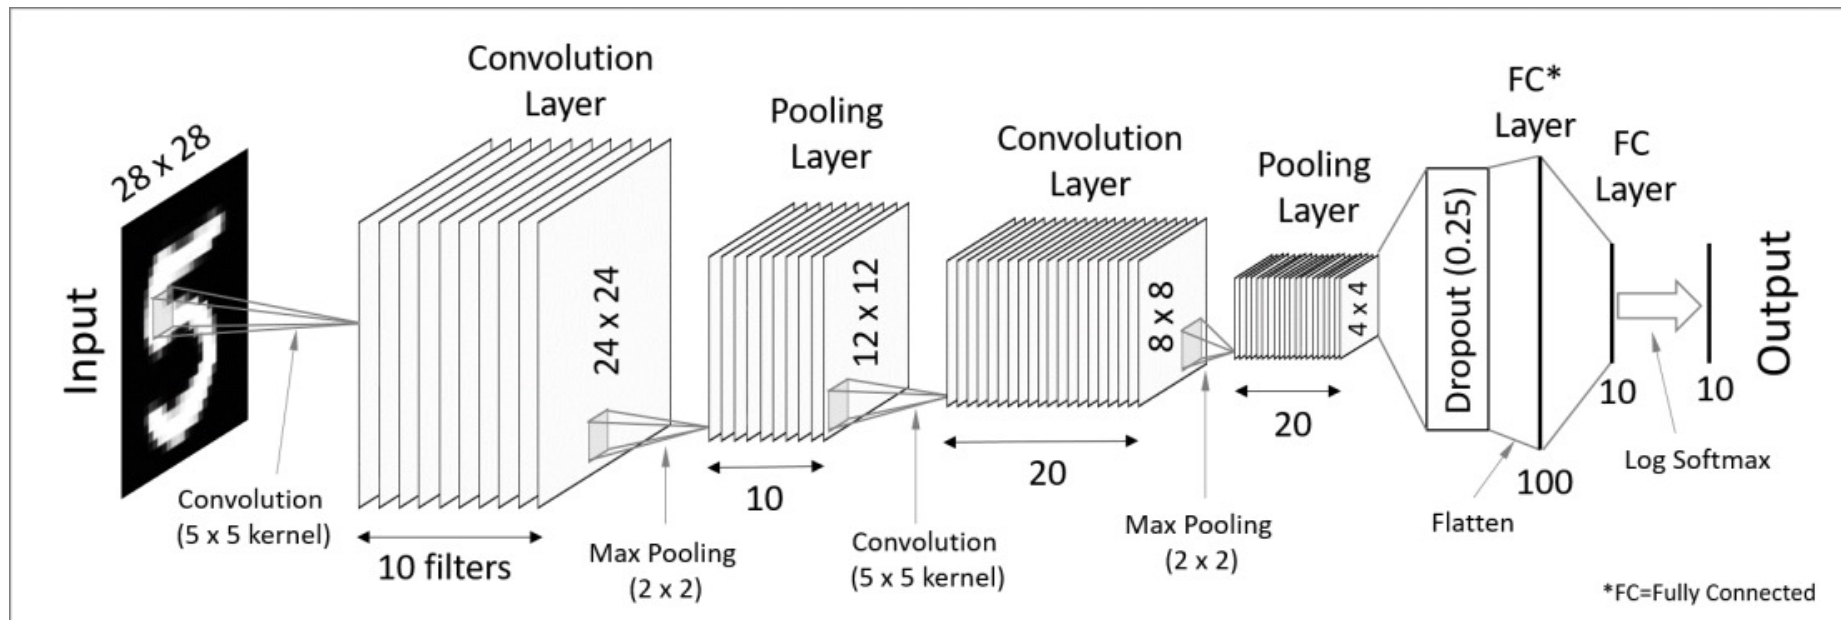 Input
28 x 28
Convolution
(5 x 5 kernel)
Convolution
Layer
24 x 24
10 filters
Max Pooling
(2 x 2)
Pooling
Layer
12 x 12
10
Convolution
(5 x 5 kernel)
Convolution
Layer
8 x 8
20
Max Pooling
(2 x 2)
Pooling
Layer
4 x 4
20
Dropout (0.25)
Flatten
FC*
Layer
100
FC
Layer
10
Log Softmax
10
Output
*FC=Fully Connected